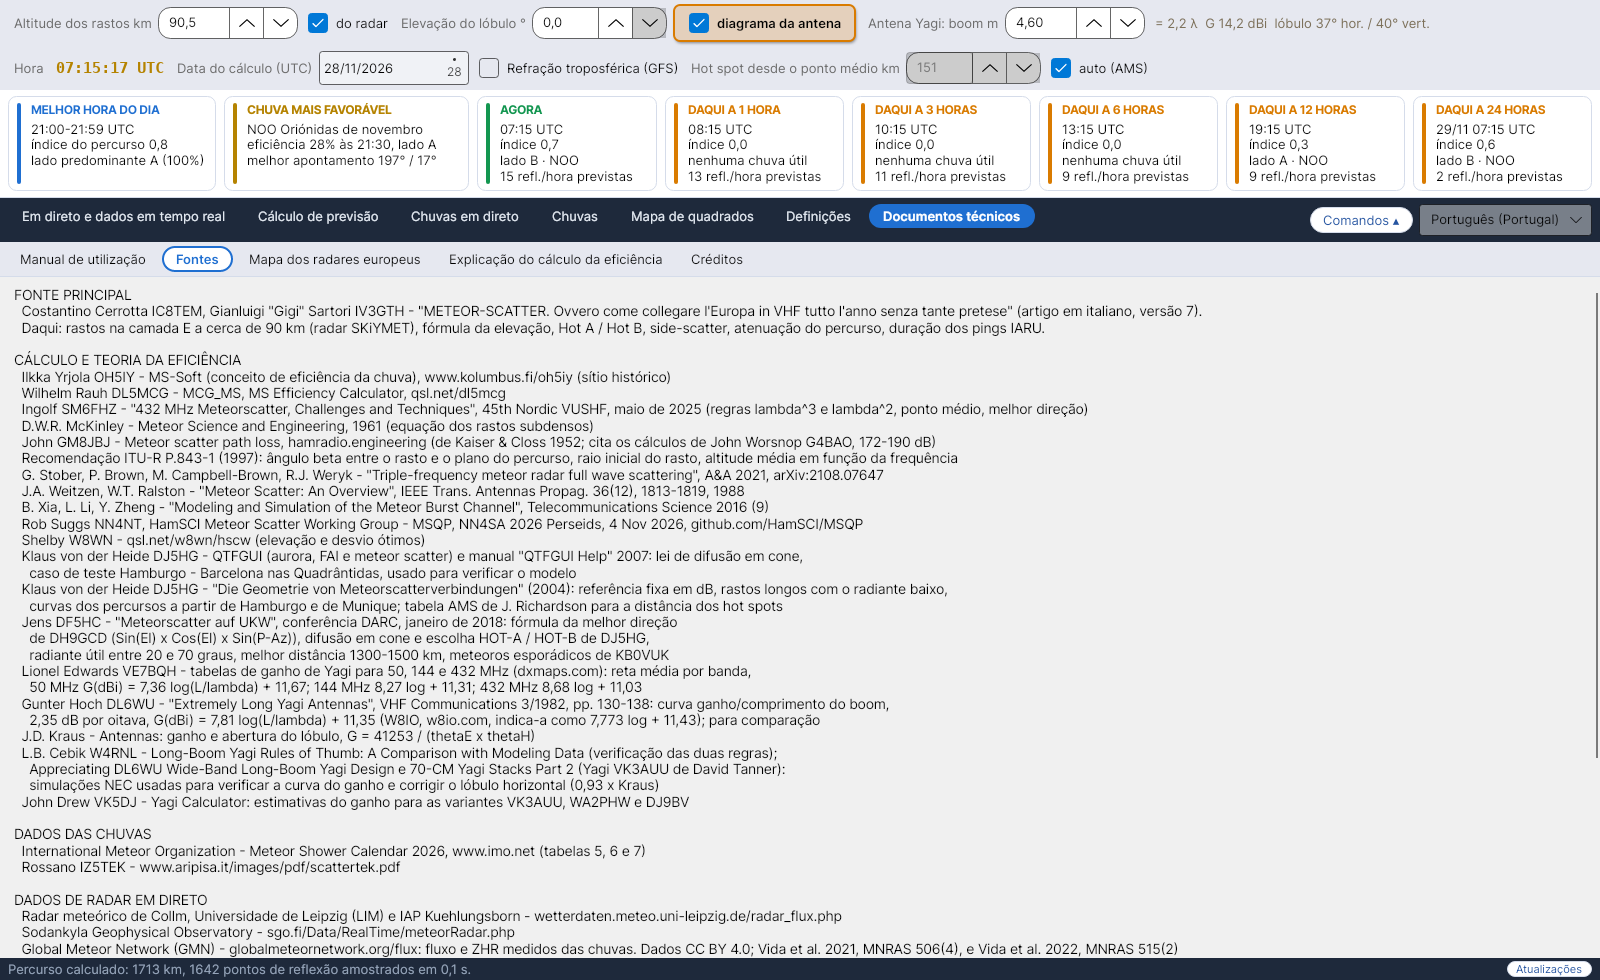 Altitude dos rastos km 90,5 do radar Elevação do lóbulo ° 0,0 diagrama da antena Antena Yagi: boom m 4,60 = 2,2 λ G 14,2 dBi lóbulo 37° hor. / 40° vert.
Hora 07:15:17 UTC Data do cálculo (UTC) 28/11/2026 28 Refração troposférica (GFS) Hot spot desde o ponto médio km 151 auto (AMS)
MELHOR HORA DO DIA
21:00-21:59 UTC
índice do percurso 0,8
lado predominante A (100%)
CHUVA MAIS FAVORÁVEL
NOO Oriónidas de novembro
eficiência 28% às 21:30, lado A
melhor apontamento 197° / 17°
AGORA
07:15 UTC
índice 0,7
lado B · NOO
15 refl./hora previstas
DAQUI A 1 HORA
08:15 UTC
índice 0,0
nenhuma chuva útil
13 refl./hora previstas
DAQUI A 3 HORAS
10:15 UTC
índice 0,0
nenhuma chuva útil
11 refl./hora previstas
DAQUI A 6 HORAS
13:15 UTC
índice 0,0
nenhuma chuva útil
9 refl./hora previstas
DAQUI A 12 HORAS
19:15 UTC
índice 0,3
lado A · NOO
9 refl./hora previstas
DAQUI A 24 HORAS
29/11 07:15 UTC
índice 0,6
lado B · NOO
2 refl./hora previstas
Em direto e dados em tempo real Cálculo de previsão Chuvas em direto Chuvas Mapa de quadrados Definições Documentos técnicos Comandos ▴ Português (Portugal)
Manual de utilização Fontes Mapa dos radares europeus Explicação do cálculo da eficiência Créditos
FONTE PRINCIPAL
Costantino Cerrotta IC8TEM, Gianluigi "Gigi" Sartori IV3GTH - "METEOR-SCATTER. Ovvero come collegare l'Europa in VHF tutto l'anno senza tante pretese" (artigo em italiano, versão 7).
Daqui: rastos na camada E a cerca de 90 km (radar SKiYMET), fórmula da elevação, Hot A / Hot B, side-scatter, atenuação do percurso, duração dos pings IARU.
CÁLCULO E TEORIA DA EFICIÊNCIA
Ilkka Yrjola OH5IY - MS-Soft (conceito de eficiência da chuva), www.kolumbus.fi/oh5iy (sítio histórico)
Wilhelm Rauh DL5MCG - MCG_MS, MS Efficiency Calculator, qsl.net/dl5mcg
Ingolf SM6FHZ - "432 MHz Meteorscatter, Challenges and Techniques", 45th Nordic VUSHF, maio de 2025 (regras lambda^3 e lambda^2, ponto médio, melhor direção)
D.W.R. McKinley - Meteor Science and Engineering, 1961 (equação dos rastos subdensos)
John GM8JBJ - Meteor scatter path loss, hamradio.engineering (de Kaiser & Closs 1952; cita os cálculos de John Worsnop G4BAO, 172-190 dB)
Recomendação ITU-R P.843-1 (1997): ângulo beta entre o rasto e o plano do percurso, raio inicial do rasto, altitude média em função da frequência
G. Stober, P. Brown, M. Campbell-Brown, R.J. Weryk - "Triple-frequency meteor radar full wave scattering", A&A 2021, arXiv:2108.07647
J.A. Weitzen, W.T. Ralston - "Meteor Scatter: An Overview", IEEE Trans. Antennas Propag. 36(12), 1813-1819, 1988
B. Xia, L. Li, Y. Zheng - "Modeling and Simulation of the Meteor Burst Channel", Telecommunications Science 2016 (9)
Rob Suggs NN4NT, HamSCI Meteor Scatter Working Group - MSQP, NN4SA 2026 Perseids, 4 Nov 2026, github.com/HamSCI/MSQP
Shelby W8WN - qsl.net/w8wn/hscw (elevação e desvio ótimos)
Klaus von der Heide DJ5HG - QTFGUI (aurora, FAI e meteor scatter) e manual "QTFGUI Help" 2007: lei de difusão em cone,
caso de teste Hamburgo - Barcelona nas Quadrântidas, usado para verificar o modelo
Klaus von der Heide DJ5HG - "Die Geometrie von Meteorscatterverbindungen" (2004): referência fixa em dB, rastos longos com o radiante baixo,
curvas dos percursos a partir de Hamburgo e de Munique; tabela AMS de J. Richardson para a distância dos hot spots
Jens DF5HC - "Meteorscatter auf UKW", conferência DARC, janeiro de 2018: fórmula da melhor direção
de DH9GCD (Sin(El) x Cos(El) x Sin(P-Az)), difusão em cone e escolha HOT-A / HOT-B de DJ5HG,
radiante útil entre 20 e 70 graus, melhor distância 1300-1500 km, meteoros esporádicos de KB0VUK
Lionel Edwards VE7BQH - tabelas de ganho de Yagi para 50, 144 e 432 MHz (dxmaps.com): reta média por banda,
50 MHz G(dBi) = 7,36 log(L/lambda) + 11,67; 144 MHz 8,27 log + 11,31; 432 MHz 8,68 log + 11,03
Gunter Hoch DL6WU - "Extremely Long Yagi Antennas", VHF Communications 3/1982, pp. 130-138: curva ganho/comprimento do boom,
2,35 dB por oitava, G(dBi) = 7,81 log(L/lambda) + 11,35 (W8IO, w8io.com, indica-a como 7,773 log + 11,43); para comparação
J.D. Kraus - Antennas: ganho e abertura do lóbulo, G = 41253 / (thetaE x thetaH)
L.B. Cebik W4RNL - Long-Boom Yagi Rules of Thumb: A Comparison with Modeling Data (verificação das duas regras);
Appreciating DL6WU Wide-Band Long-Boom Yagi Design e 70-CM Yagi Stacks Part 2 (Yagi VK3AUU de David Tanner):
simulações NEC usadas para verificar a curva do ganho e corrigir o lóbulo horizontal (0,93 x Kraus)
John Drew VK5DJ - Yagi Calculator: estimativas do ganho para as variantes VK3AUU, WA2PHW e DJ9BV
DADOS DAS CHUVAS
International Meteor Organization - Meteor Shower Calendar 2026, www.imo.net (tabelas 5, 6 e 7)
Rossano IZ5TEK - www.aripisa.it/images/pdf/scattertek.pdf
DADOS DE RADAR EM DIRETO
Radar meteórico de Collm, Universidade de Leipzig (LIM) e IAP Kuehlungsborn - wetterdaten.meteo.uni-leipzig.de/radar_flux.php
Sodankyla Geophysical Observatory - sgo.fi/Data/RealTime/meteorRadar.php
Global Meteor Network (GMN) - globalmeteornetwork.org/flux: fluxo e ZHR medidos das chuvas. Dados CC BY 4.0; Vida et al. 2021, MNRAS 506(4), e Vida et al. 2022, MNRAS 515(2)
Percurso calculado: 1713 km, 1642 pontos de reflexão amostrados em 0,1 s. Atualizações